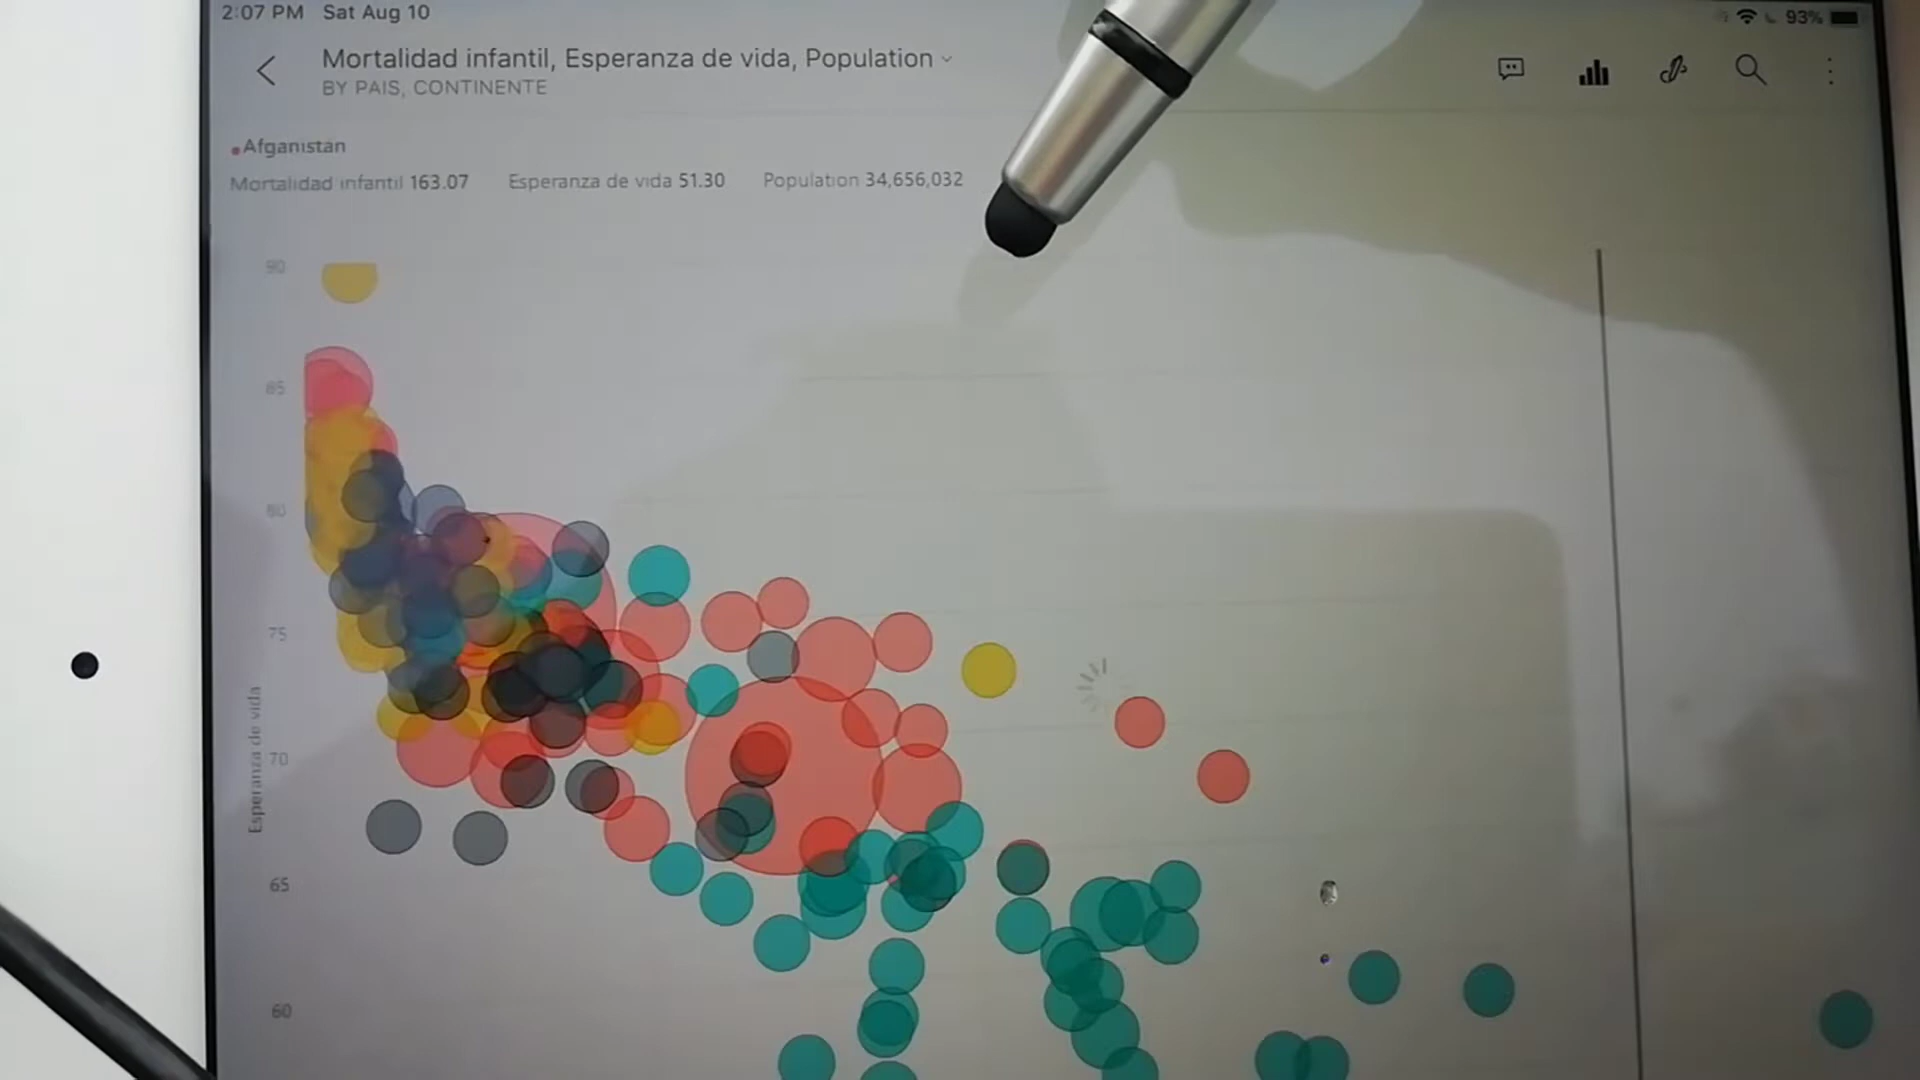 2:07 PM Sat Aug 10
93%
Mortalidad infantil, Esperanza de vida, Population
BY PAIS, CONTINENTE
Afganistán
Mortalidad infantil 163.07 Esperanza de vida 51.30 Population 34,656,032
90
85
80
75
70
65
60
Esperanza de vida